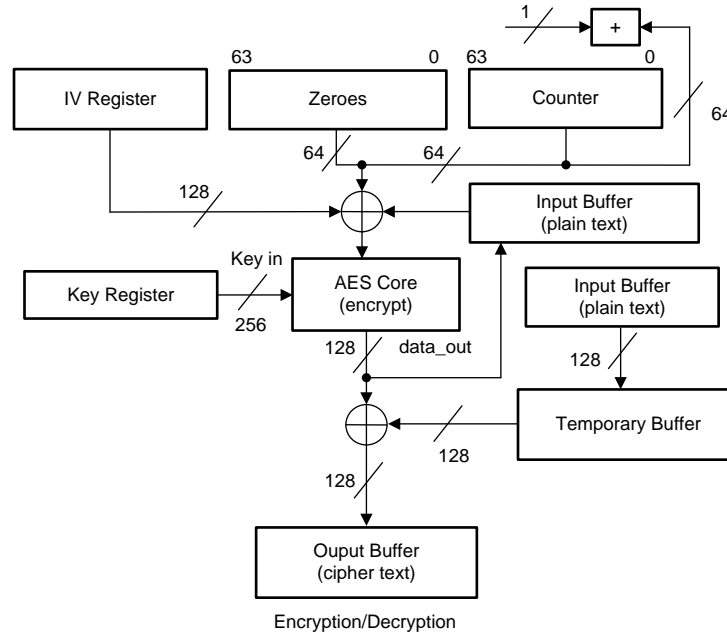 1
+
63
0
63
0
IV Register
Zeroes
Counter
64
64
64
128
Input Buffer
(plain text)
Key in
Key Register
AES Core
(encrypt)
Input Buffer
(plain text)
256
128
data_out
128
Temporary Buffer
128
128
Ouput Buffer
(cipher text)
Encryption/Decryption